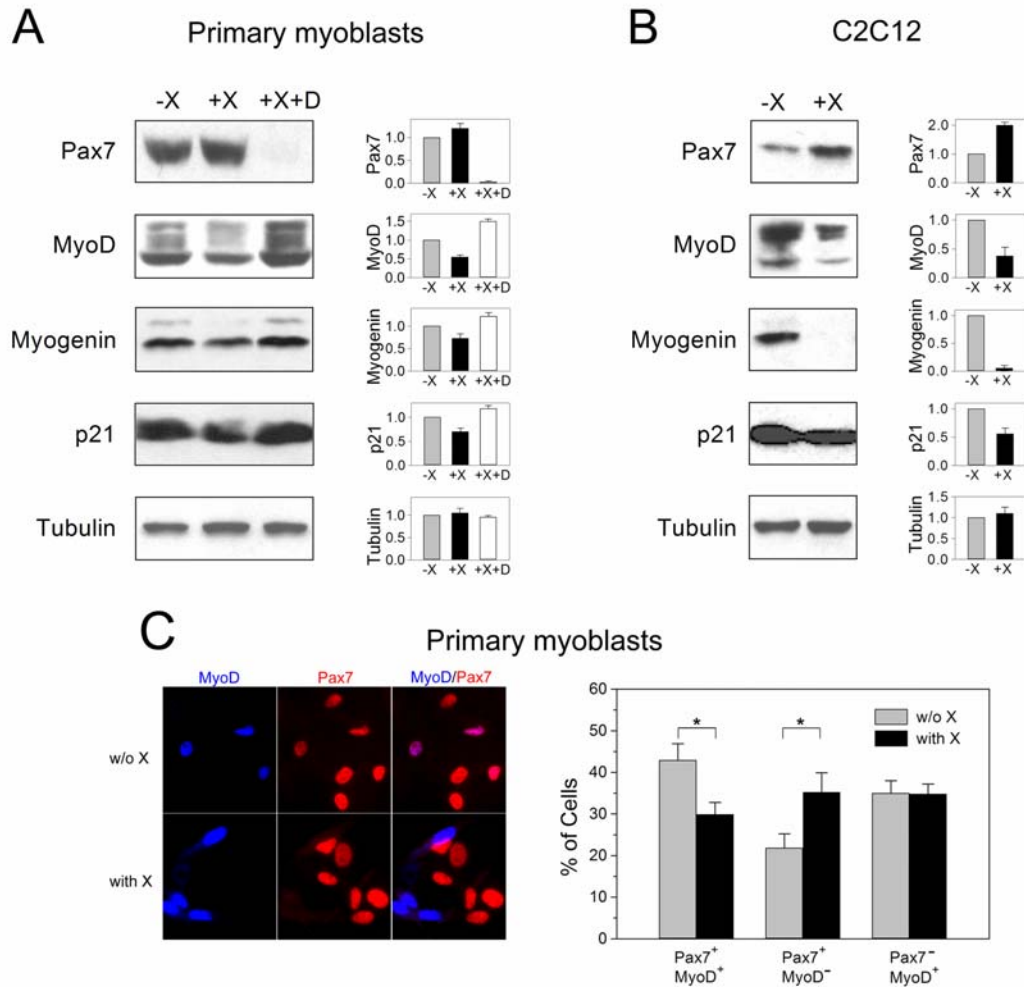 A
Primary myoblasts
-X +X +X+D
Pax7
Pax7
1.0
0.5
0.0
-X +X +X+D
MyoD
MyoD
1.5
1.0
0.5
0.0
-X +X +X+D
Myogenin
Myogenin
1.0
0.5
0.0
-X +X +X+D
p21
p21
1.0
0.5
0.0
-X +X +X+D
Tubulin
Tubulin
1.0
0.5
0.0
-X +X +X+D
B
C2C12
-X +X
Pax7
Pax7
2.0
1.0
0.0
-X +X
MyoD
MyoD
1.0
0.5
0.0
-X +X
Myogenin
Myogenin
1.0
0.5
0.0
-X +X
p21
p21
1.0
0.5
0.0
-X +X
Tubulin
Tubulin
1.5
1.0
0.5
0.0
-X +X
C
Primary myoblasts
MyoD Pax7 MyoD/Pax7
w/o X
with X
% of Cells
60
50
40
30
20
10
0
* *
w/o X
with X
Pax7⁺ Pax7⁺ Pax7⁻
MyoD⁺ MyoD⁻ MyoD⁺